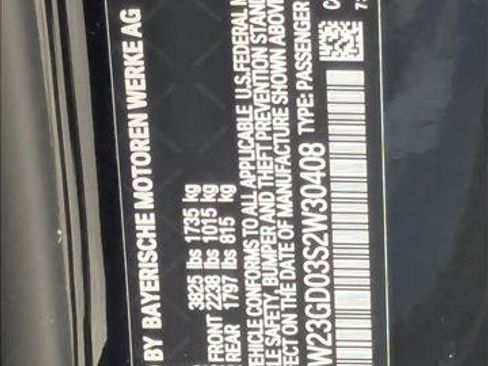 BY BAYERISCHE MOTOREN WERKE AG
3825 lbs 1735 kg
FRONT 2238 lbs 1015 kg
REAR 1797 lbs 815 kg
VEHICLE CONFORMS TO ALL APPLICABLE U.S.FEDERAL M
LE SAFETY, BUMPER AND THEFT PREVENTION STAND
FECT ON THE DATE OF MANUFACTURE SHOWN ABOVE
W23GD03S2W30408 TYPE: PASSENGER